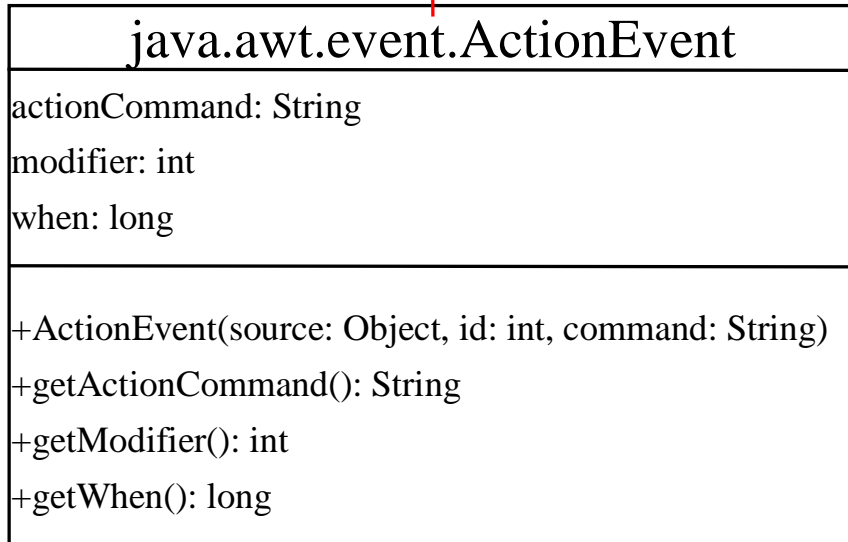 java.awt.event.ActionEvent
actionCommand: String
modifier: int
when: long
+ActionEvent(source: Object, id: int, command: String)
+getActionCommand(): String
+getModifier(): int
+getWhen(): long